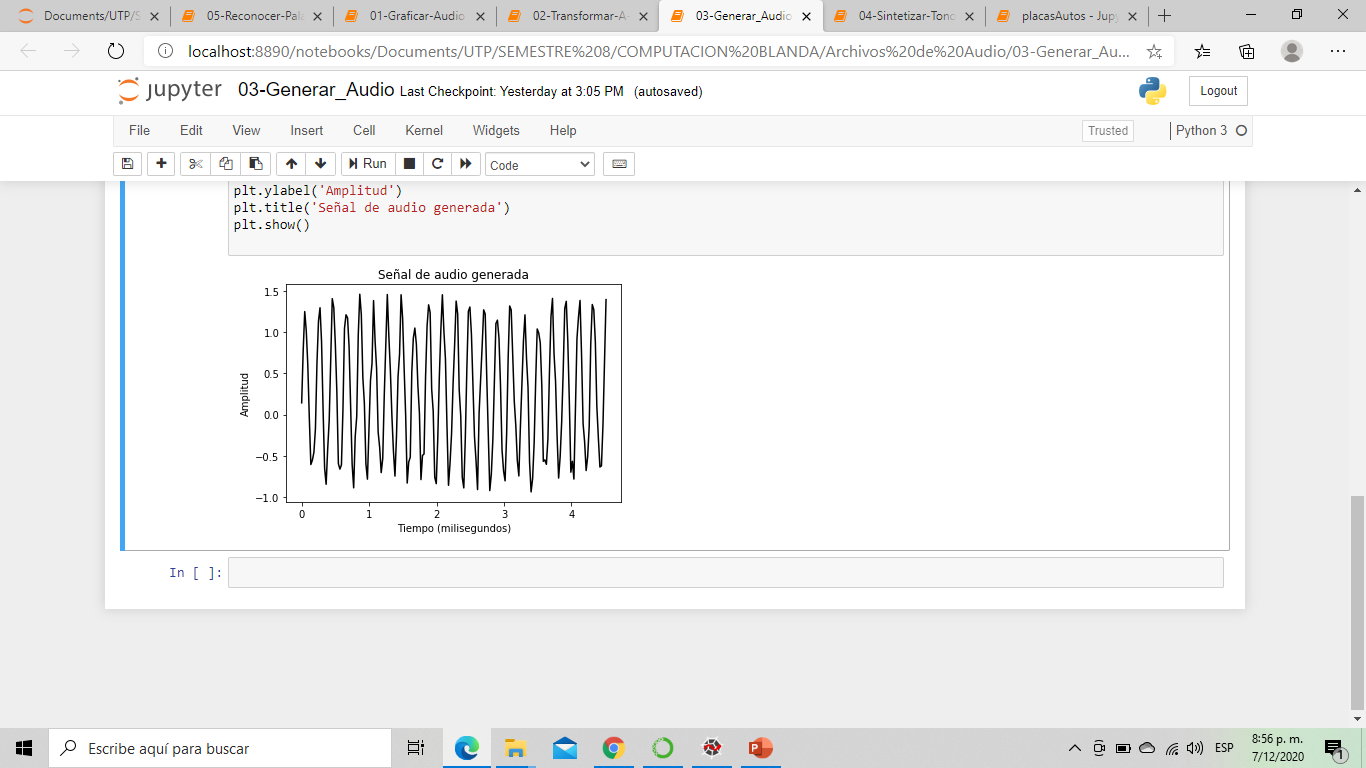 Documents/UTP/S
05-Reconocer-Pala
01-Graficar-Audio
02-Transformar-A
03-Generar_Audio
04-Sintetizar-Tono
placasAutos - Jupy
localhost:8890/notebooks/Documents/UTP/SEMESTRE%208/COMPUTACION%20BLANDA/Archivos%20de%20Audio/03-Generar_Au...
jupyter 03-Generar_Audio Last Checkpoint: Yesterday at 3:05 PM (autosaved)
Logout
File Edit View Insert Cell Kernel Widgets Help
Trusted
Python 3
Run
Code
plt.ylabel('Amplitud')
plt.title('Señal de audio generada')
plt.show()
Señal de audio generada
1.5
1.0
0.5
0.0
−0.5
−1.0
Amplitud
0 1 2 3 4
Tiempo (milisegundos)
In [ ]:
Escribe aquí para buscar
ESP
8:56 p. m.
7/12/2020
1